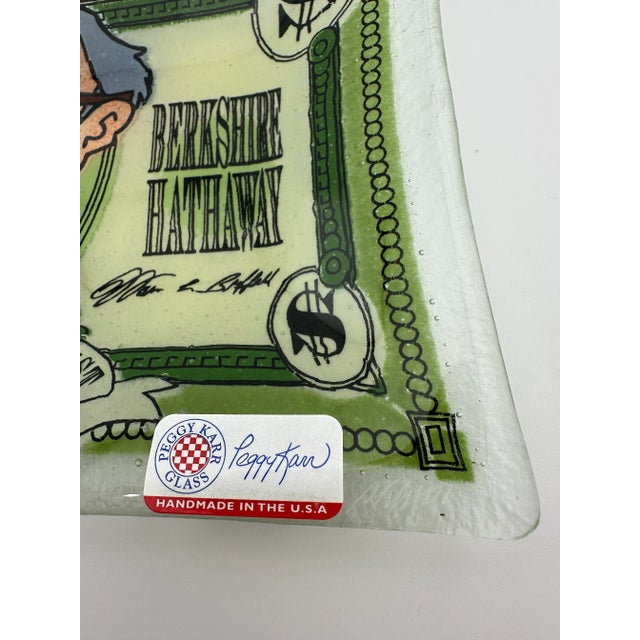 $
BERKSHIRE
HATHAWAY
$
PEGGY KARR
GLASS
Peggy Karr
HANDMADE IN THE U.S.A